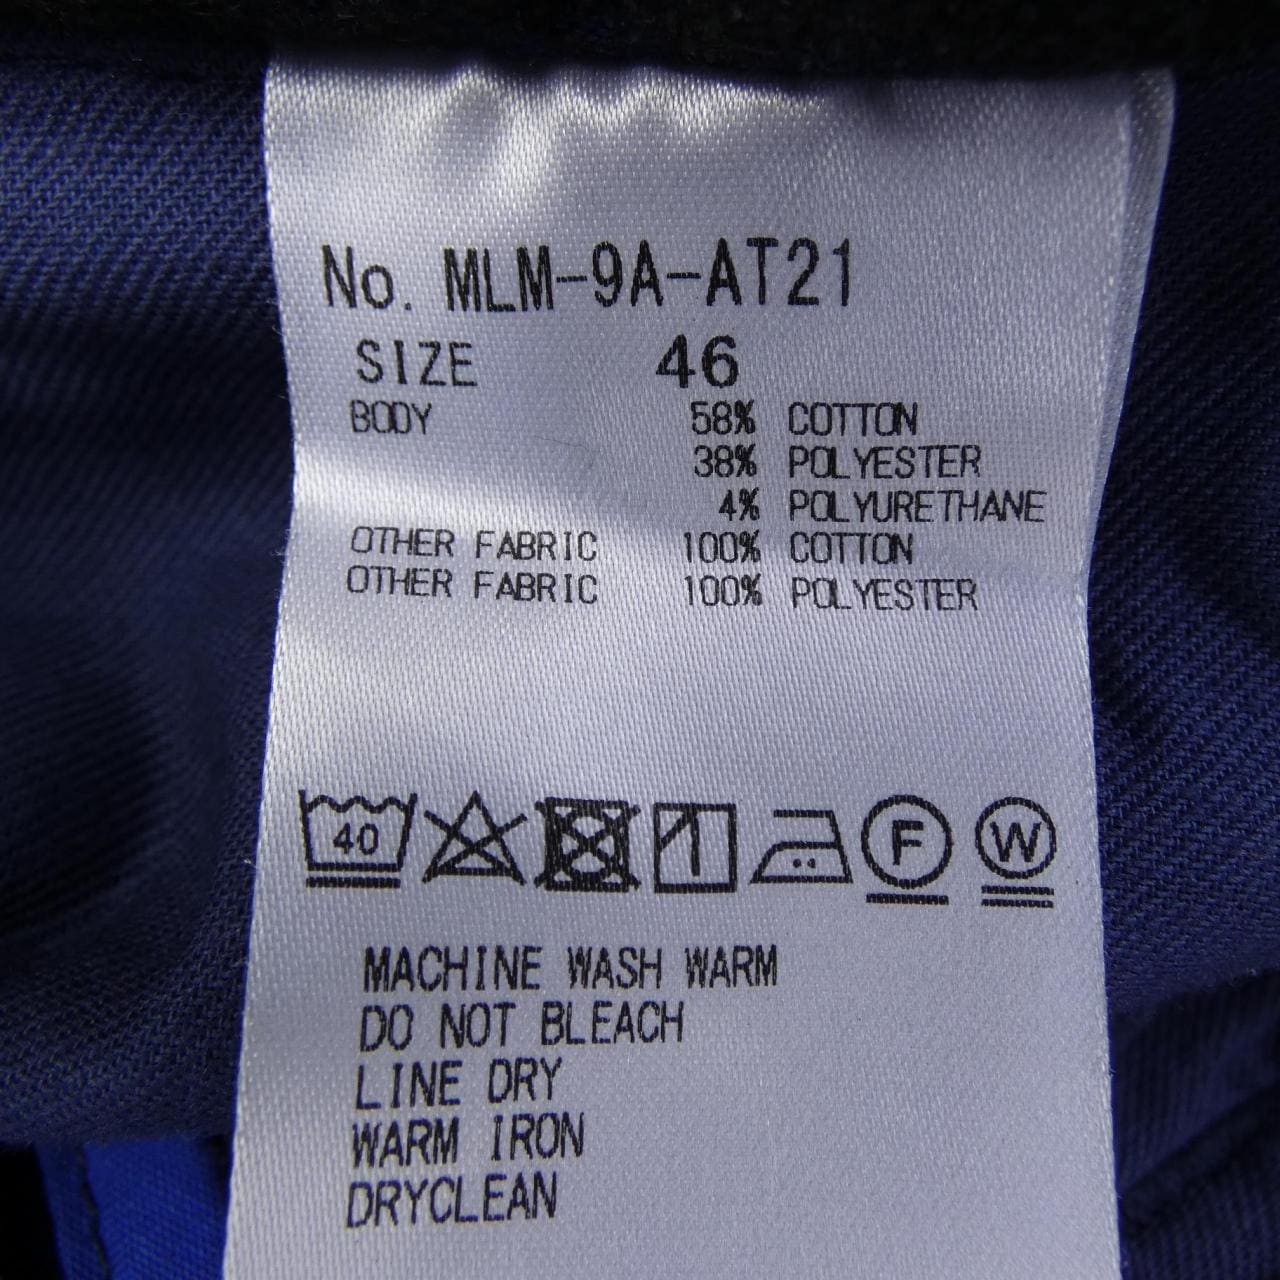 No. MLM-9A-AT21
SIZE 46
BODY 58% COTTON
38% POLYESTER
4% POLYURETHANE
OTHER FABRIC 100% COTTON
OTHER FABRIC 100% POLYESTER
40 F W
MACHINE WASH WARM
DO NOT BLEACH
LINE DRY
WARM IRON
DRYCLEAN